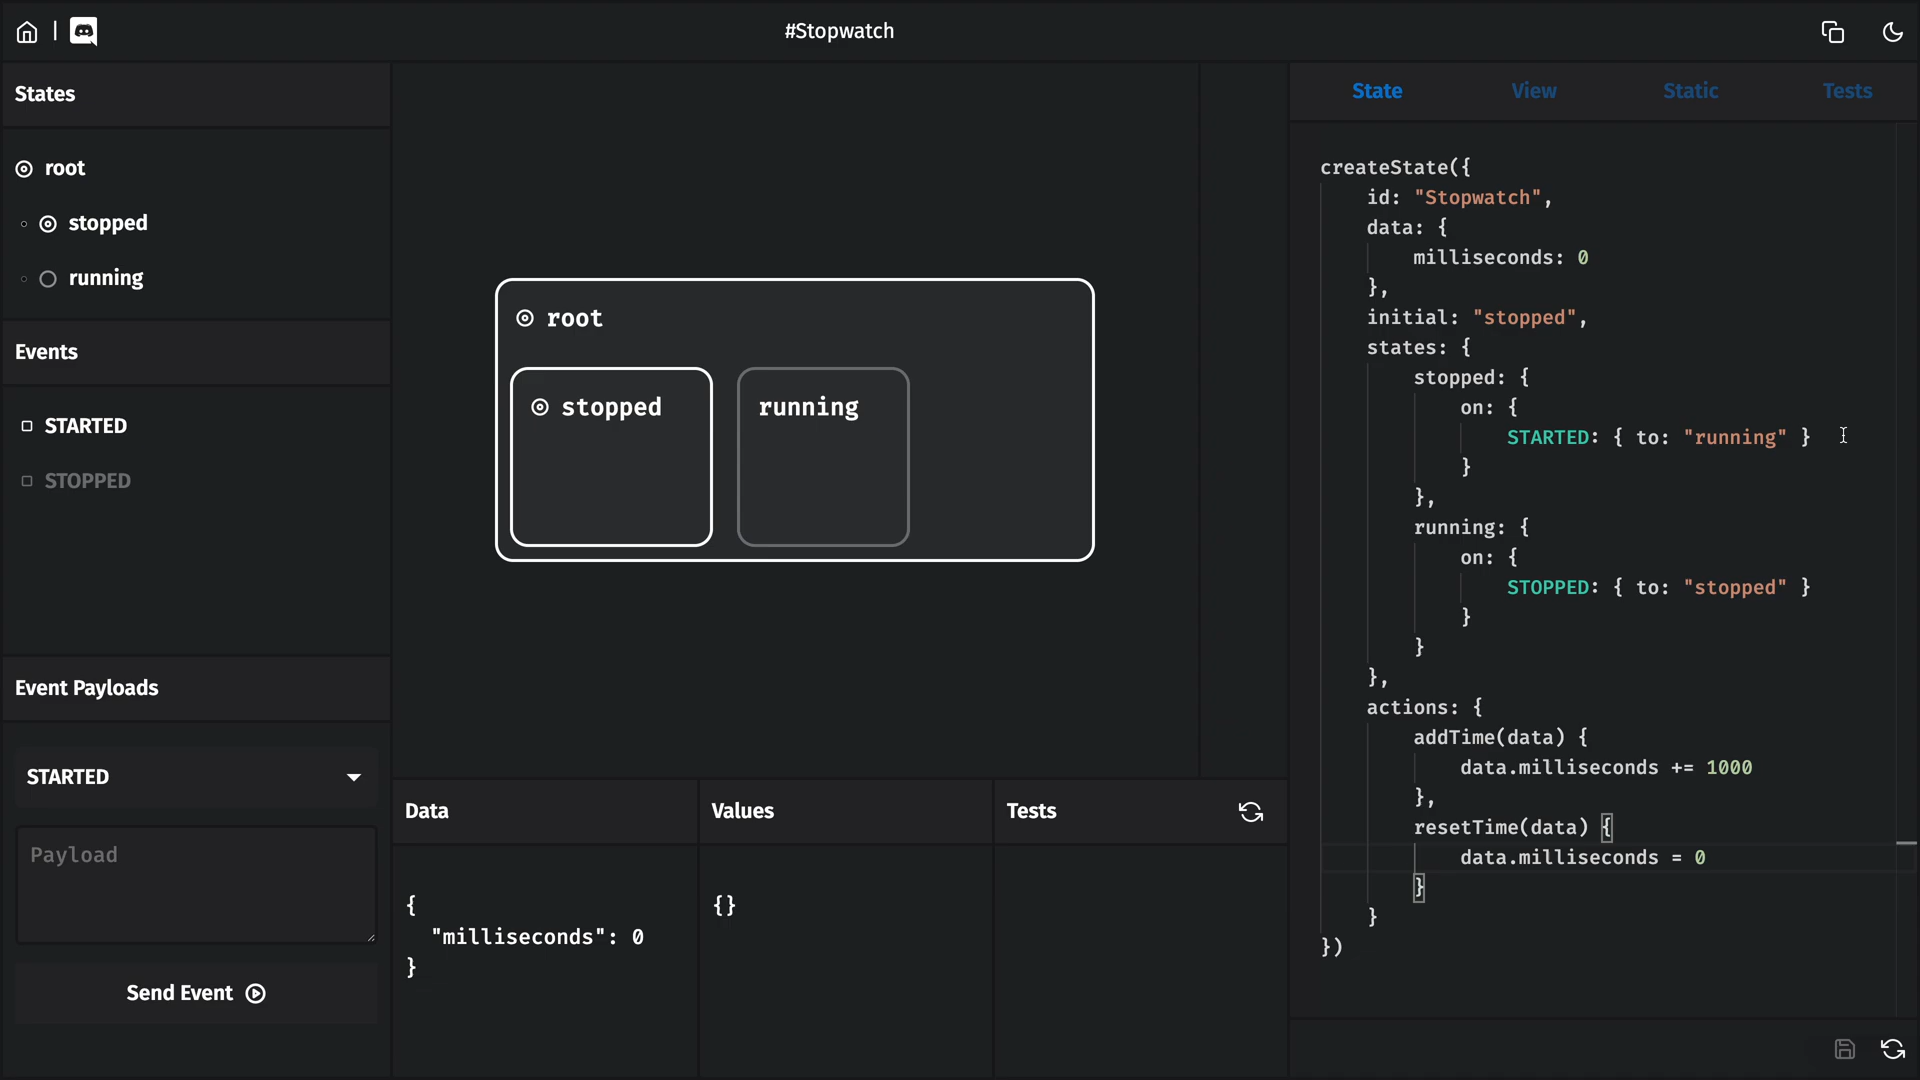 #Stopwatch
States
root
stopped
running
Events
STARTED
STOPPED
Event Payloads
STARTED
Payload
Send Event
root
stopped
running
Data
{
"milliseconds": 0
}
Values
{}
Tests
State View Static Tests
createState({
id: "Stopwatch",
data: {
milliseconds: 0
},
initial: "stopped",
states: {
stopped: {
on: {
STARTED: { to: "running" }
}
},
running: {
on: {
STOPPED: { to: "stopped" }
}
}
},
actions: {
addTime(data) {
data.milliseconds += 1000
},
resetTime(data) {
data.milliseconds = 0
}
}
})